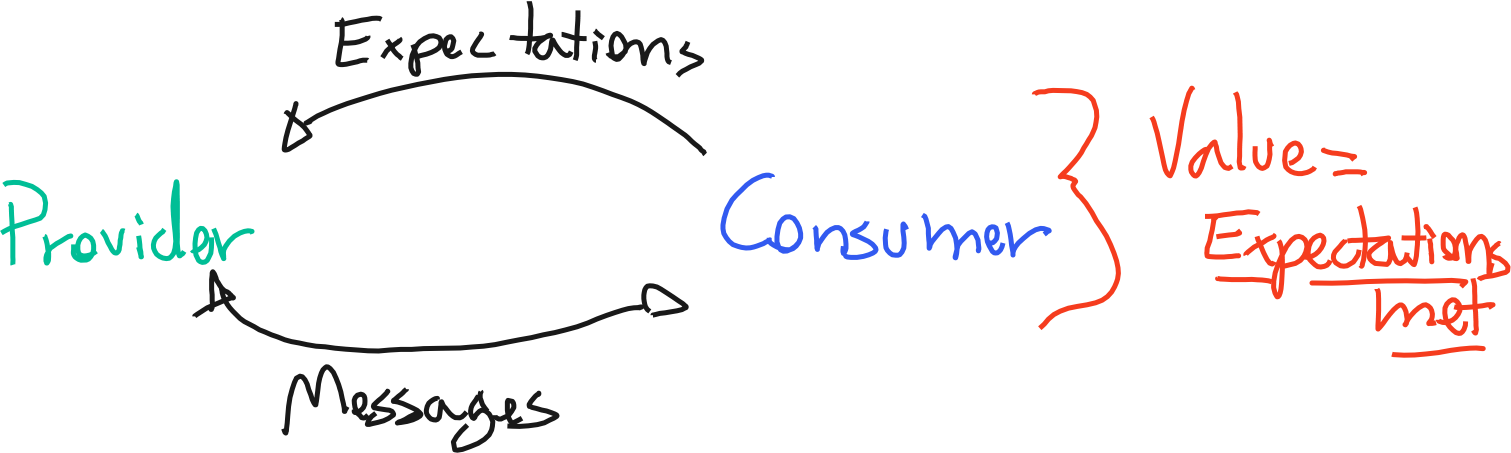 Expectations
Provider
Consumer
Messages
Value =
Expectations
met